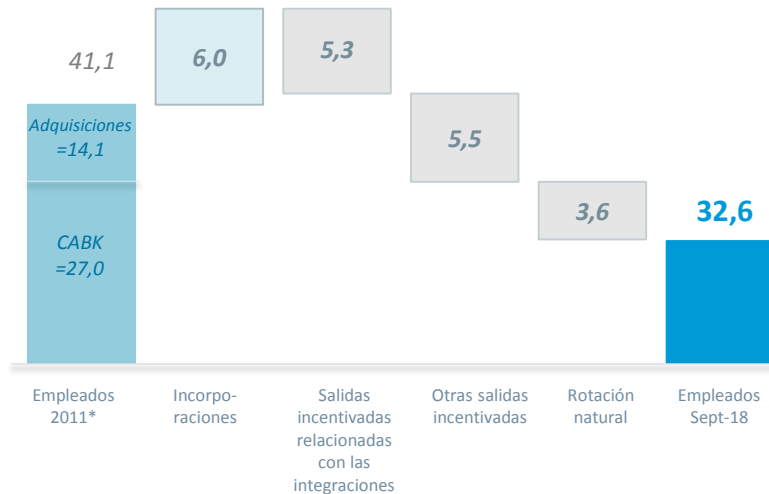 41,1
6,0
5,3
5,5
3,6
32,6
Adquisiciones
=14,1
CABK
=27,0
Empleados
2011*
Incorpo-
raciones
Salidas
incentivadas
relacionadas
con las
integraciones
Otras salidas
incentivadas
Rotación
natural
Empleados
Sept-18